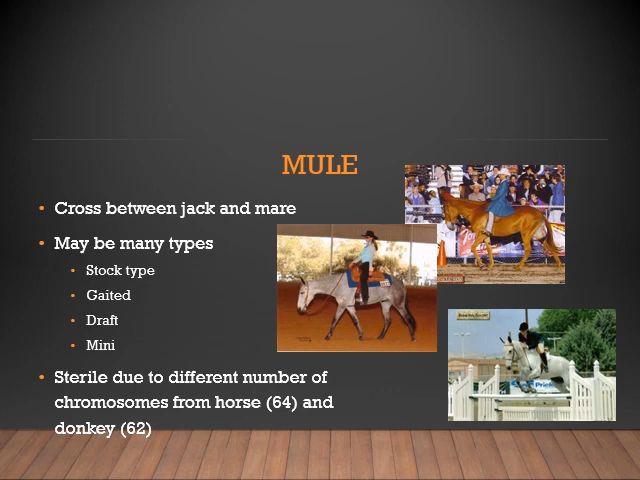 MULE
Cross between jack and mare
May be many types
Stock type
Gaited
Draft
Mini
Sterile due to different number of
chromosomes from horse (64) and
donkey (62)